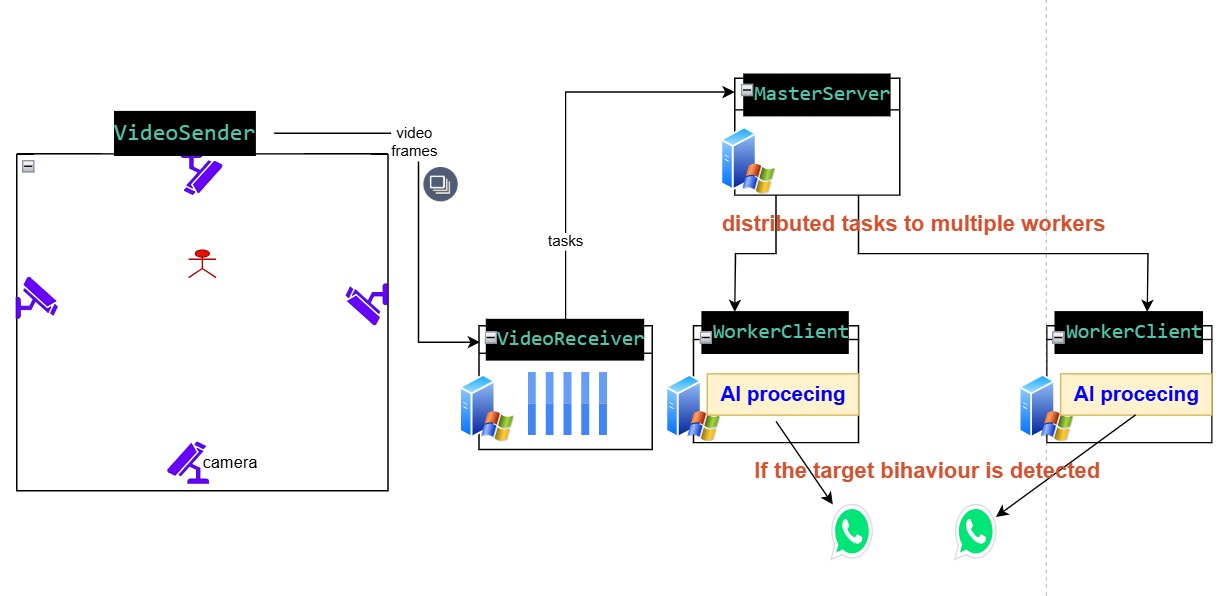 VideoSender
video
frames
camera
tasks
VideoReceiver
MasterServer
distributed tasks to multiple workers
WorkerClient
AI procecing
WorkerClient
AI procecing
If the target bihaviour is detected